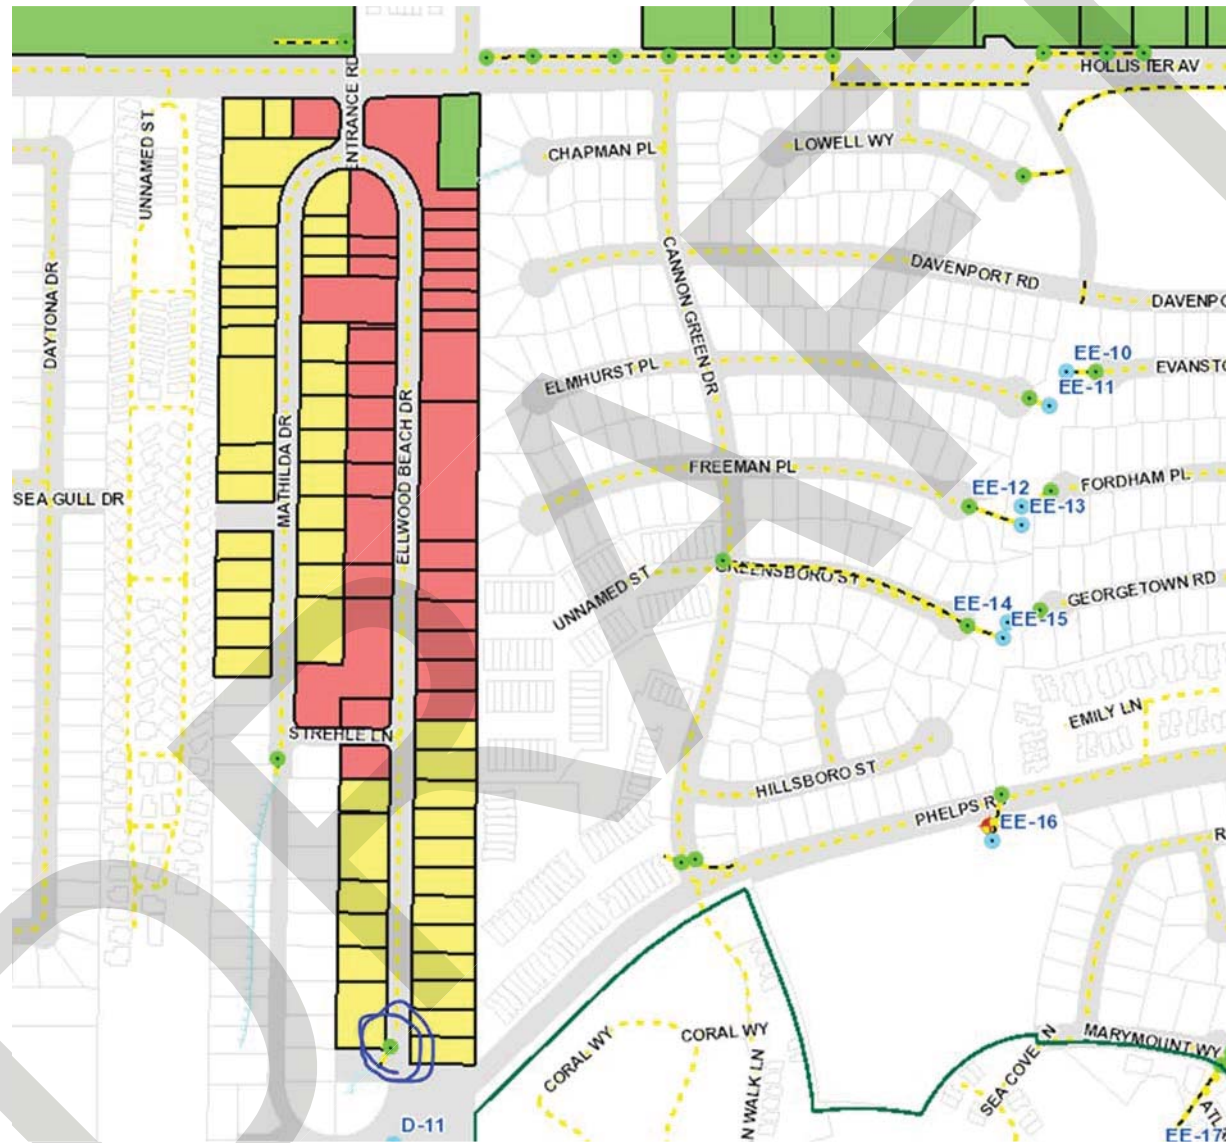 HOLLISTER AV
ENTRANCE RD
UNNAMED ST
CHAPMAN PL
LOWELL WY
DAYTONA DR
CANNON GREEN DR
DAVENPORT RD
EE-10
ELMHURST PL
EE-11
ELLWOOD BEACH DR
MATHILDA DR
FREEMAN PL
FORDHAM PL
SEA GULL DR
EE-12
EE-13
GREENSBORO ST
UNNAMED ST
GEORGETOWN RD
EE-14
EE-15
EMILY LN
STREHLE LN
HILLSBORO ST
PHELPS R
EE-16
CORAL WY
CORAL WY
N WALK LN
SEA COVE
MARYMOUNT WY
D-11
EE-17
DRAFT